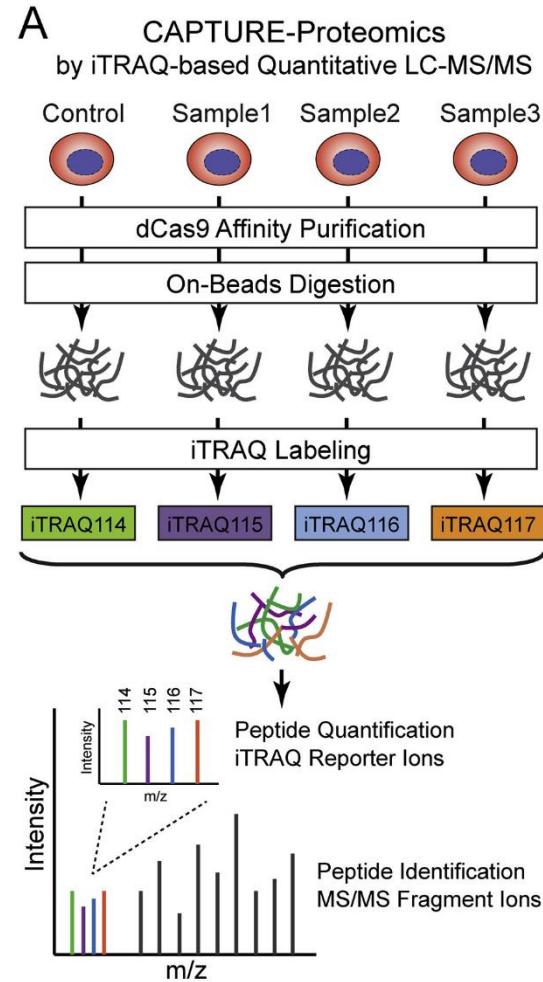 A
CAPTURE-Proteomics
by iTRAQ-based Quantitative LC-MS/MS
Control Sample1 Sample2 Sample3
dCas9 Affinity Purification
On-Beads Digestion
iTRAQ Labeling
iTRAQ114 iTRAQ115 iTRAQ116 iTRAQ117
114 115 116 117
Intensity
m/z
Peptide Quantification
iTRAQ Reporter Ions
Intensity
Peptide Identification
MS/MS Fragment Ions
m/z